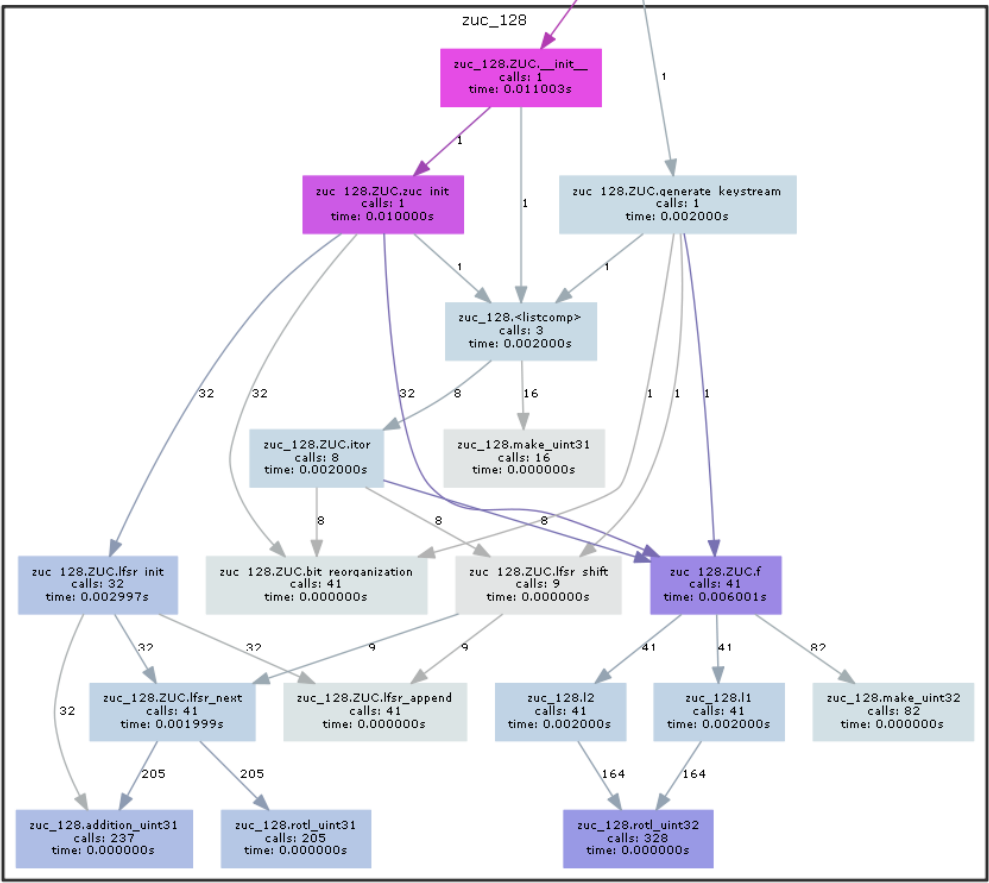 zuc_128
zuc_128.ZUC.__init__
calls: 1
time: 0.011003s
1
1
zuc_128.ZUC.zuc_init
calls: 1
time: 0.010000s
zuc_128.ZUC.generate_keystream
calls: 1
time: 0.002000s
1
1
1
zuc_128.<listcomp>
calls: 3
time: 0.002000s
32
32
32
8
16
1
1
1
zuc_128.ZUC.itor
calls: 8
time: 0.002000s
zuc_128.make_uint31
calls: 16
time: 0.000000s
8
8
8
zuc_128.ZUC.lfsr_init
calls: 32
time: 0.002997s
zuc_128.ZUC.bit_reorganization
calls: 41
time: 0.000000s
zuc_128.ZUC.lfsr_shift
calls: 9
time: 0.000000s
zuc_128.ZUC.f
calls: 41
time: 0.006001s
32
32
9
9
41
41
82
32
zuc_128.ZUC.lfsr_next
calls: 41
time: 0.001999s
zuc_128.ZUC.lfsr_append
calls: 41
time: 0.000000s
zuc_128.l2
calls: 41
time: 0.002000s
zuc_128.l1
calls: 41
time: 0.002000s
zuc_128.make_uint32
calls: 82
time: 0.000000s
205
205
164
164
zuc_128.addition_uint31
calls: 237
time: 0.000000s
zuc_128.rotl_uint31
calls: 205
time: 0.000000s
zuc_128.rotl_uint32
calls: 328
time: 0.000000s